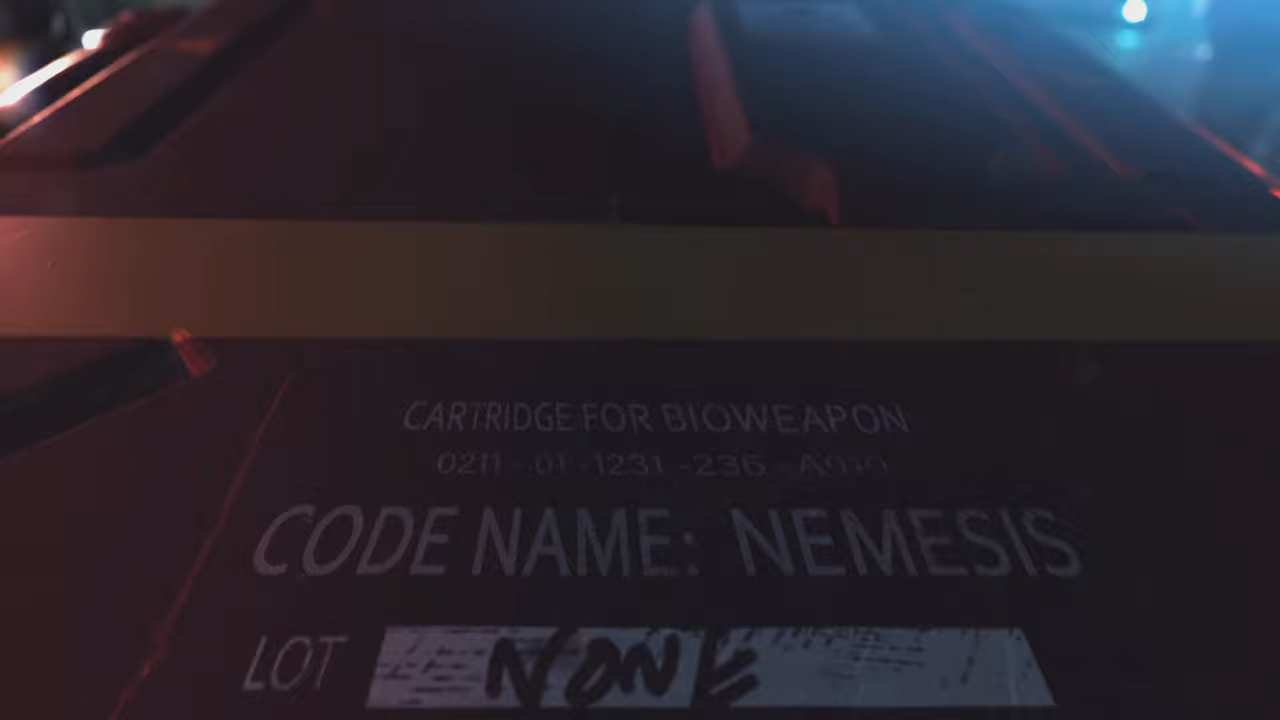 CARTRIDGE FOR BIOWEAPON
0211 - 01 - 1231 - 236 -
CODE NAME: NEMESIS
LOT NONE